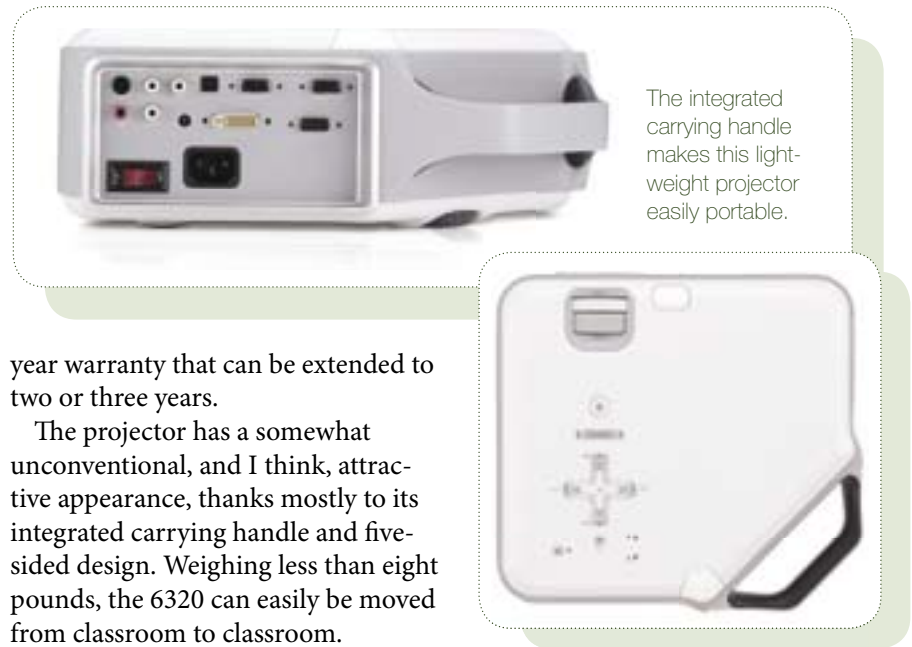 The integrated
carrying handle
makes this light-
weight projector
easily portable.
year warranty that can be extended to
two or three years.
The projector has a somewhat
unconventional, and I think, attrac-
tive appearance, thanks mostly to its
integrated carrying handle and five-
sided design. Weighing less than eight
pounds, the 6320 can easily be moved
from classroom to classroom.